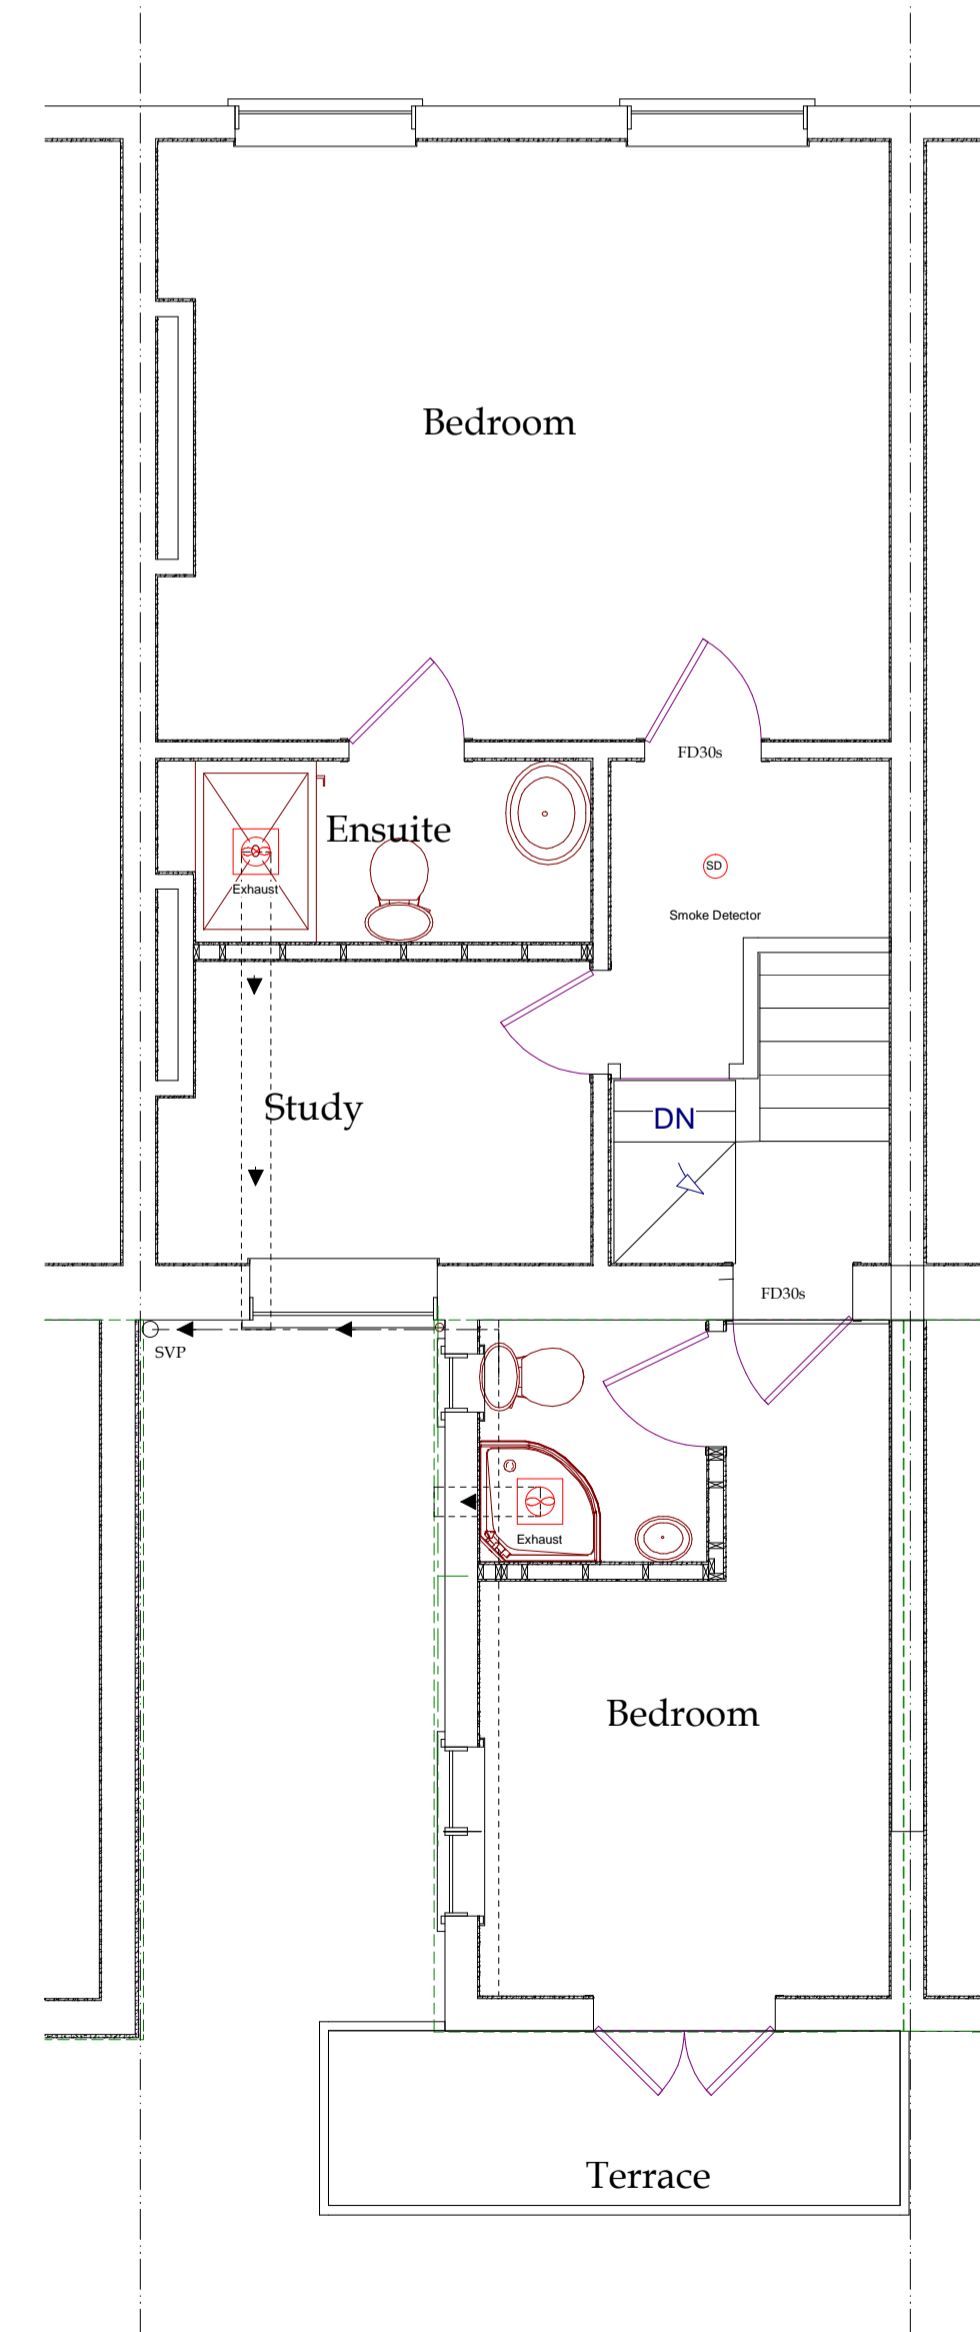 Bedroom
FD30s
Ensuite
SD
Exhaust
Smoke Detector
Study
DN
FD30s
SVP
Exhaust
Bedroom
Terrace